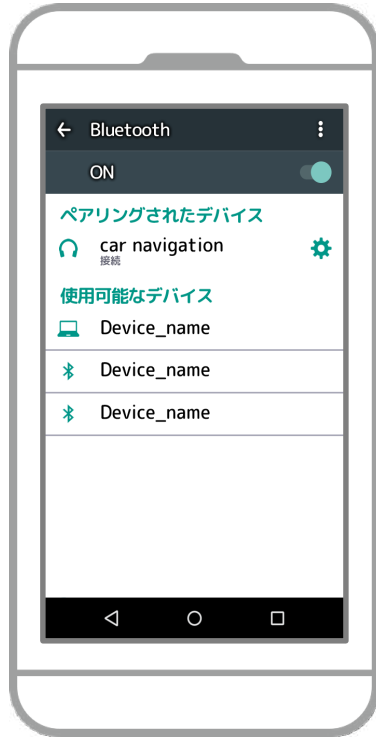 Bluetooth
ON
ペアリングされたデバイス
car navigation
接続
使用可能なデバイス
Device_name
Device_name
Device_name